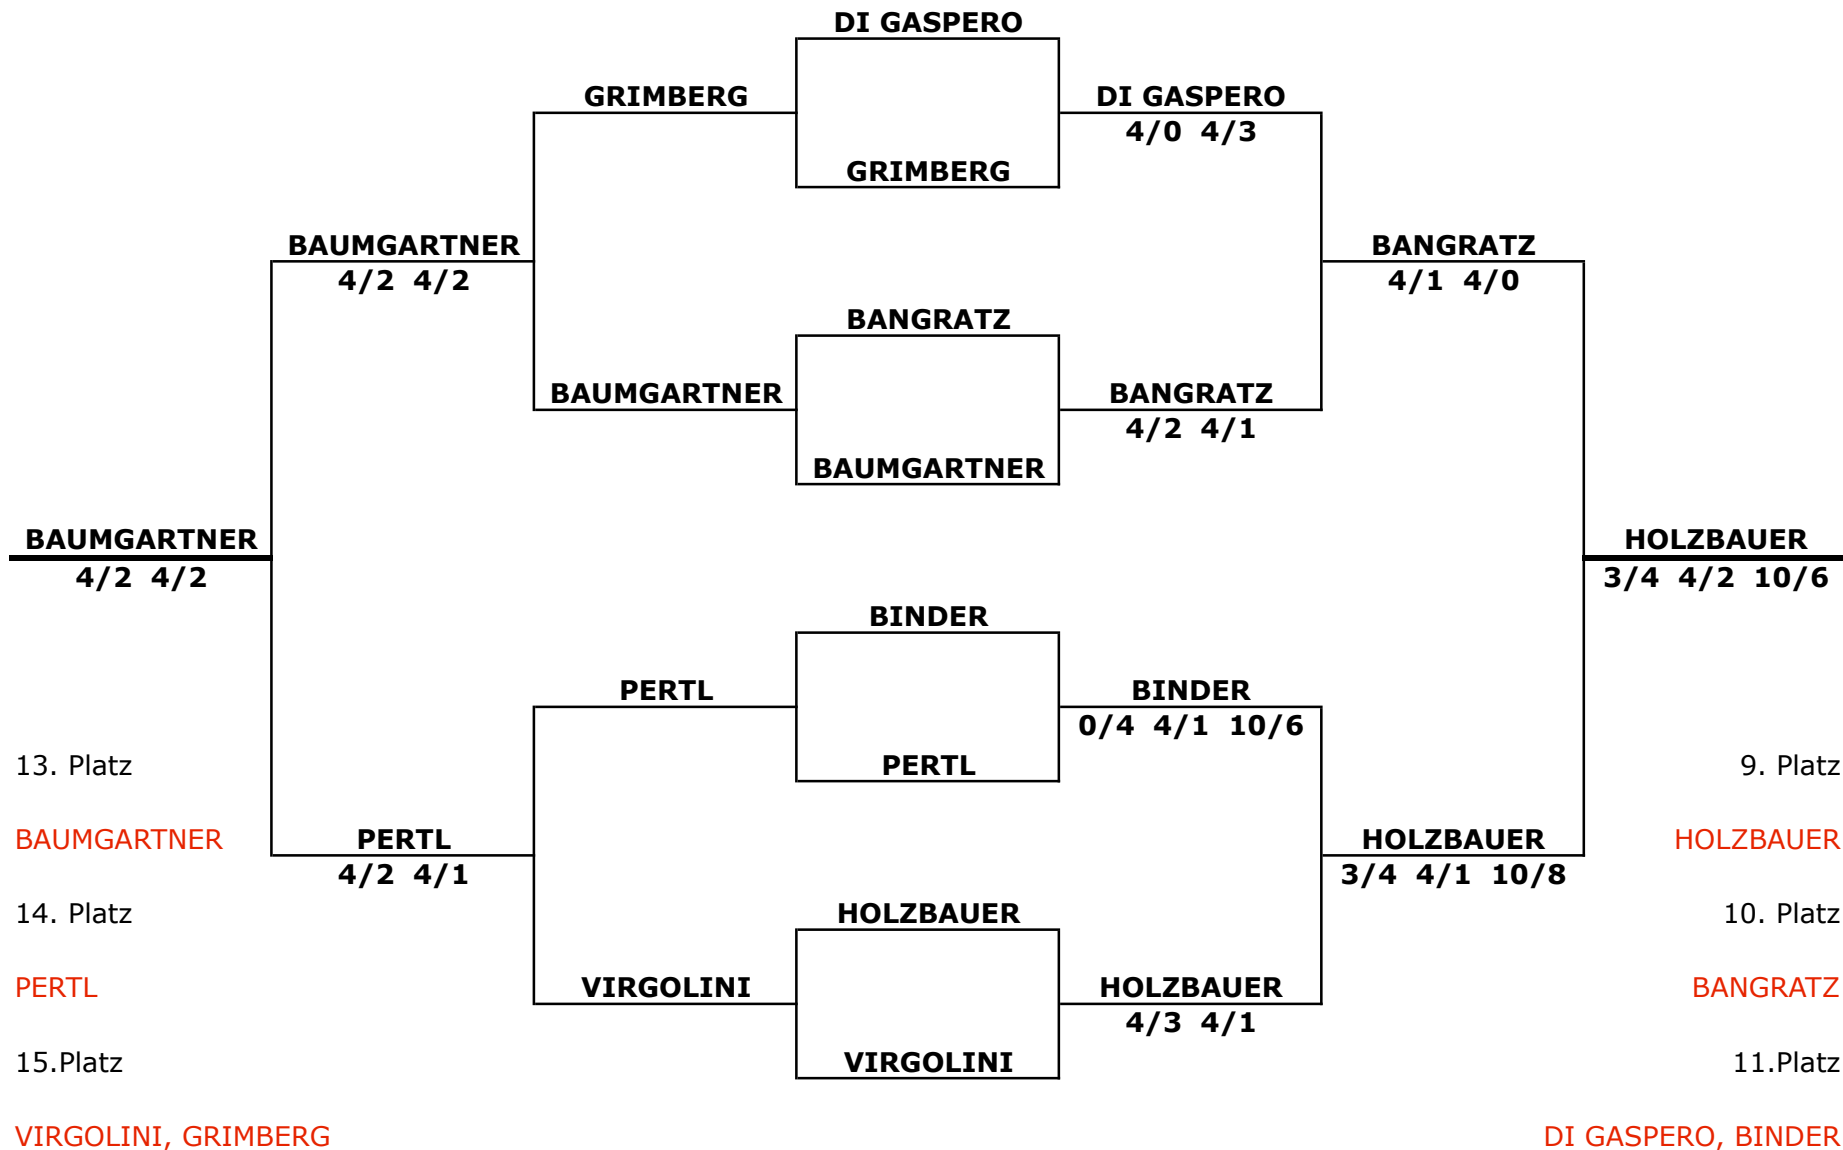 DI GASPERO
GRIMBERG
DI GASPERO
4/0 4/3
GRIMBERG
BAUMGARTNER
4/2 4/2
BANGRATZ
4/1 4/0
BANGRATZ
BAUMGARTNER
BANGRATZ
4/2 4/1
BAUMGARTNER
BAUMGARTNER
4/2 4/2
HOLZBAUER
3/4 4/2 10/6
BINDER
PERTL
BINDER
0/4 4/1 10/6
PERTL
13. Platz
9. Platz
BAUMGARTNER
PERTL
4/2 4/1
HOLZBAUER
3/4 4/1 10/8
HOLZBAUER
14. Platz
HOLZBAUER
10. Platz
PERTL
VIRGOLINI
HOLZBAUER
4/3 4/1
BANGRATZ
15.Platz
VIRGOLINI
11.Platz
VIRGOLINI, GRIMBERG
DI GASPERO, BINDER